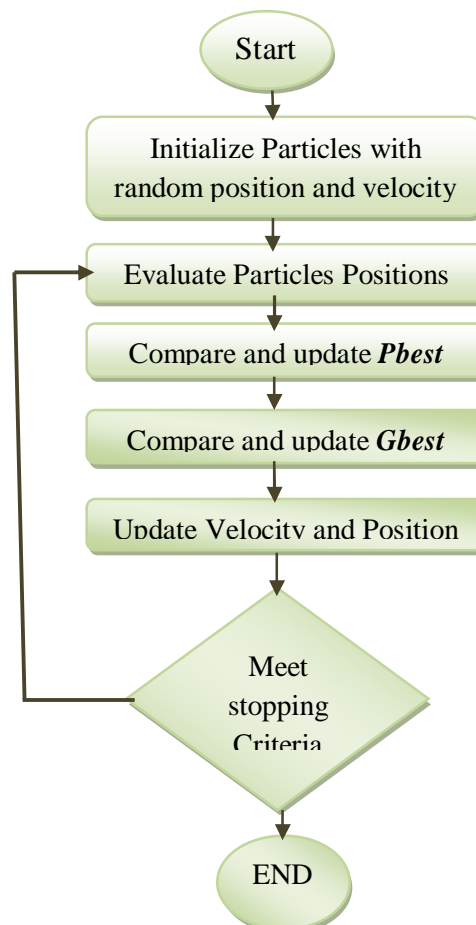 Start
Initialize Particles with
random position and velocity
Evaluate Particles Positions
Compare and update Pbest
Compare and update Gbest
Update Velocity and Position
Meet
stopping
Criteria
END